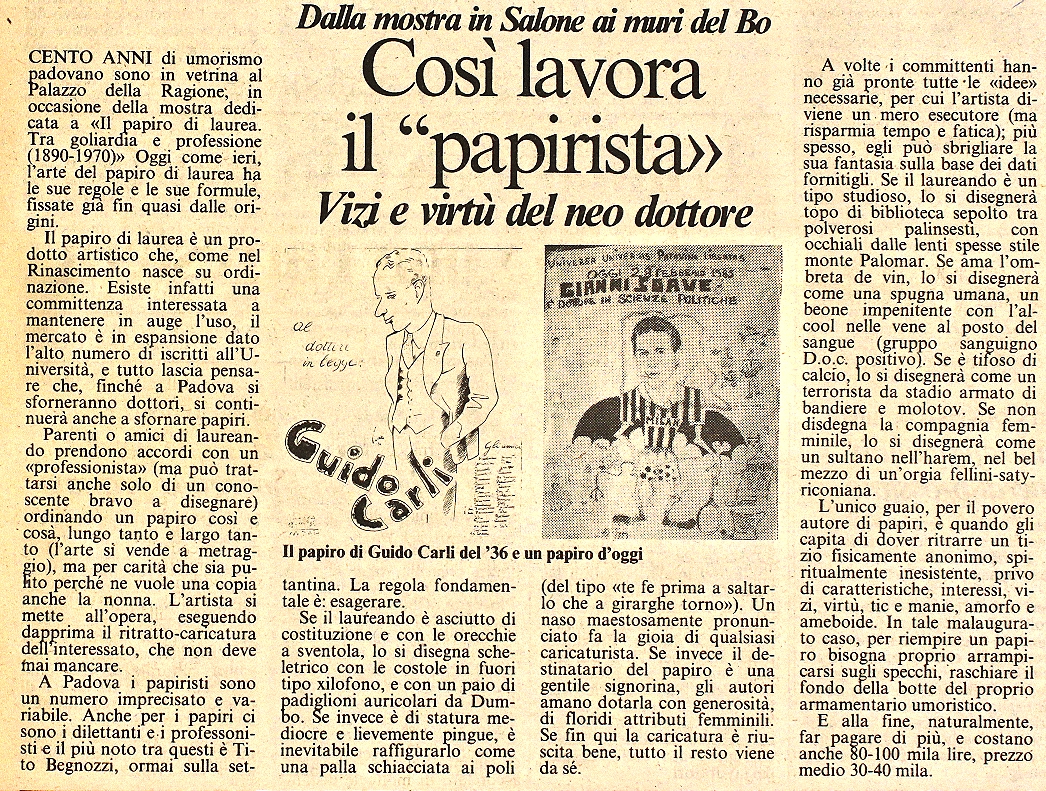 Dalla mostra in Salone ai muri del Bo
Così lavora
il “papirista»
Vizi e virtù del neo dottore
CENTO ANNI di umorismo
padovano sono in vetrina al
Palazzo della Ragione, in
occasione della mostra dedi-
cata a «Il papiro di laurea.
Tra goliardia e professione
(1890-1970)» Oggi come ieri,
l'arte del papiro di laurea ha
le sue regole e le sue formule,
fissate già fin quasi dalle ori-
gini.
Il papiro di laurea è un pro-
dotto artistico che, come nel
Rinascimento nasce su ordi-
nazione. Esiste infatti una
committenza interessata a
mantenere in auge l'uso, il
mercato è in espansione dato
l'alto numero di iscritti all'U-
niversità, e tutto lascia pensa-
re che, finché a Padova si
sforneranno dottori, si conti-
nuerà anche a sfornare papiri.
Parenti o amici di laurean-
do prendono accordi con un
«professionista» (ma può trat-
tarsi anche solo di un cono-
scente bravo a disegnare)
ordinando un papiro così e
cosà, lungo tanto e largo tan-
to (l'arte si vende a metrag-
gio), ma per carità che sia pu-
lito perché ne vuole una copia
anche la nonna. L'artista si
mette all'opera, eseguendo
dapprima il ritratto-caricatura
dell'interessato, che non deve
mai mancare.
A Padova i papiristi sono
un numero imprecisato e va-
riabile. Anche per i papiri ci
sono i dilettanti e i professoni-
sti e il più noto tra questi è Ti-
to Begnozzi, ormai sulla set-
al
dottore
in legge:
Guido
Carli
Gli amici
UNIVERSA UNIVERSIS PATAVINA LIBERTAS
OGGI 23 FEBBRAIO 1983
GIANNI SOAVE
È DOTTORE IN SCIENZE POLITICHE
MILAN
Il papiro di Guido Carli del '36 e un papiro d'oggi
tantina. La regola fondamen-
tale è: esagerare.
Se il laureando è asciutto di
costituzione e con le orecchie
a sventola, lo si disegna sche-
letrico con le costole in fuori
tipo xilofono, e con un paio di
padiglioni auricolari da Dum-
bo. Se invece è di statura me-
diocre e lievemente pingue, è
inevitabile raffigurarlo come
una palla schiacciata ai poli
(del tipo «te fe prima a saltar-
lo che a girarghe torno»). Un
naso maestosamente pronun-
ciato fa la gioia di qualsiasi
caricaturista. Se invece il de-
stinatario del papiro è una
gentile signorina, gli autori
amano dotarla con generosità,
di floridi attributi femminili.
Se fin qui la caricatura è riu-
scita bene, tutto il resto viene
da sé.
A volte i committenti han-
no già pronte tutte le «idee»
necessarie, per cui l'artista di-
viene un mero esecutore (ma
risparmia tempo e fatica); più
spesso, egli può sbrigliare la
sua fantasia sulla base dei dati
fornitigli. Se il laureando è un
tipo studioso, lo si disegnerà
topo di biblioteca sepolto tra
polverosi palinsesti, con
occhiali dalle lenti spesse stile
monte Palomar. Se ama l'om-
breta de vin, lo si disegnerà
come una spugna umana, un
beone impenitente con l'al-
cool nelle vene al posto del
sangue (gruppo sanguigno
D.o.c. positivo). Se è tifoso di
calcio, lo si disegnerà come un
terrorista da stadio armato di
bandiere e molotov. Se non
disdegna la compagnia fem-
minile, lo si disegnerà come
un sultano nell'harem, nel bel
mezzo di un'orgia fellini-saty-
riconiana.
L'unico guaio, per il povero
autore di papiri, è quando gli
capita di dover ritrarre un ti-
zio fisicamente anonimo, spi-
ritualmente inesistente, privo
di caratteristiche, interessi, vi-
zi, virtù, tic e manie, amorfo e
ameboide. In tale malaugura-
to caso, per riempire un papi-
ro bisogna proprio arrampi-
carsi sugli specchi, raschiare il
fondo della botte del proprio
armamentario umoristico.
E alla fine, naturalmente,
far pagare di più, e costano
anche 80-100 mila lire, prezzo
medio 30-40 mila.